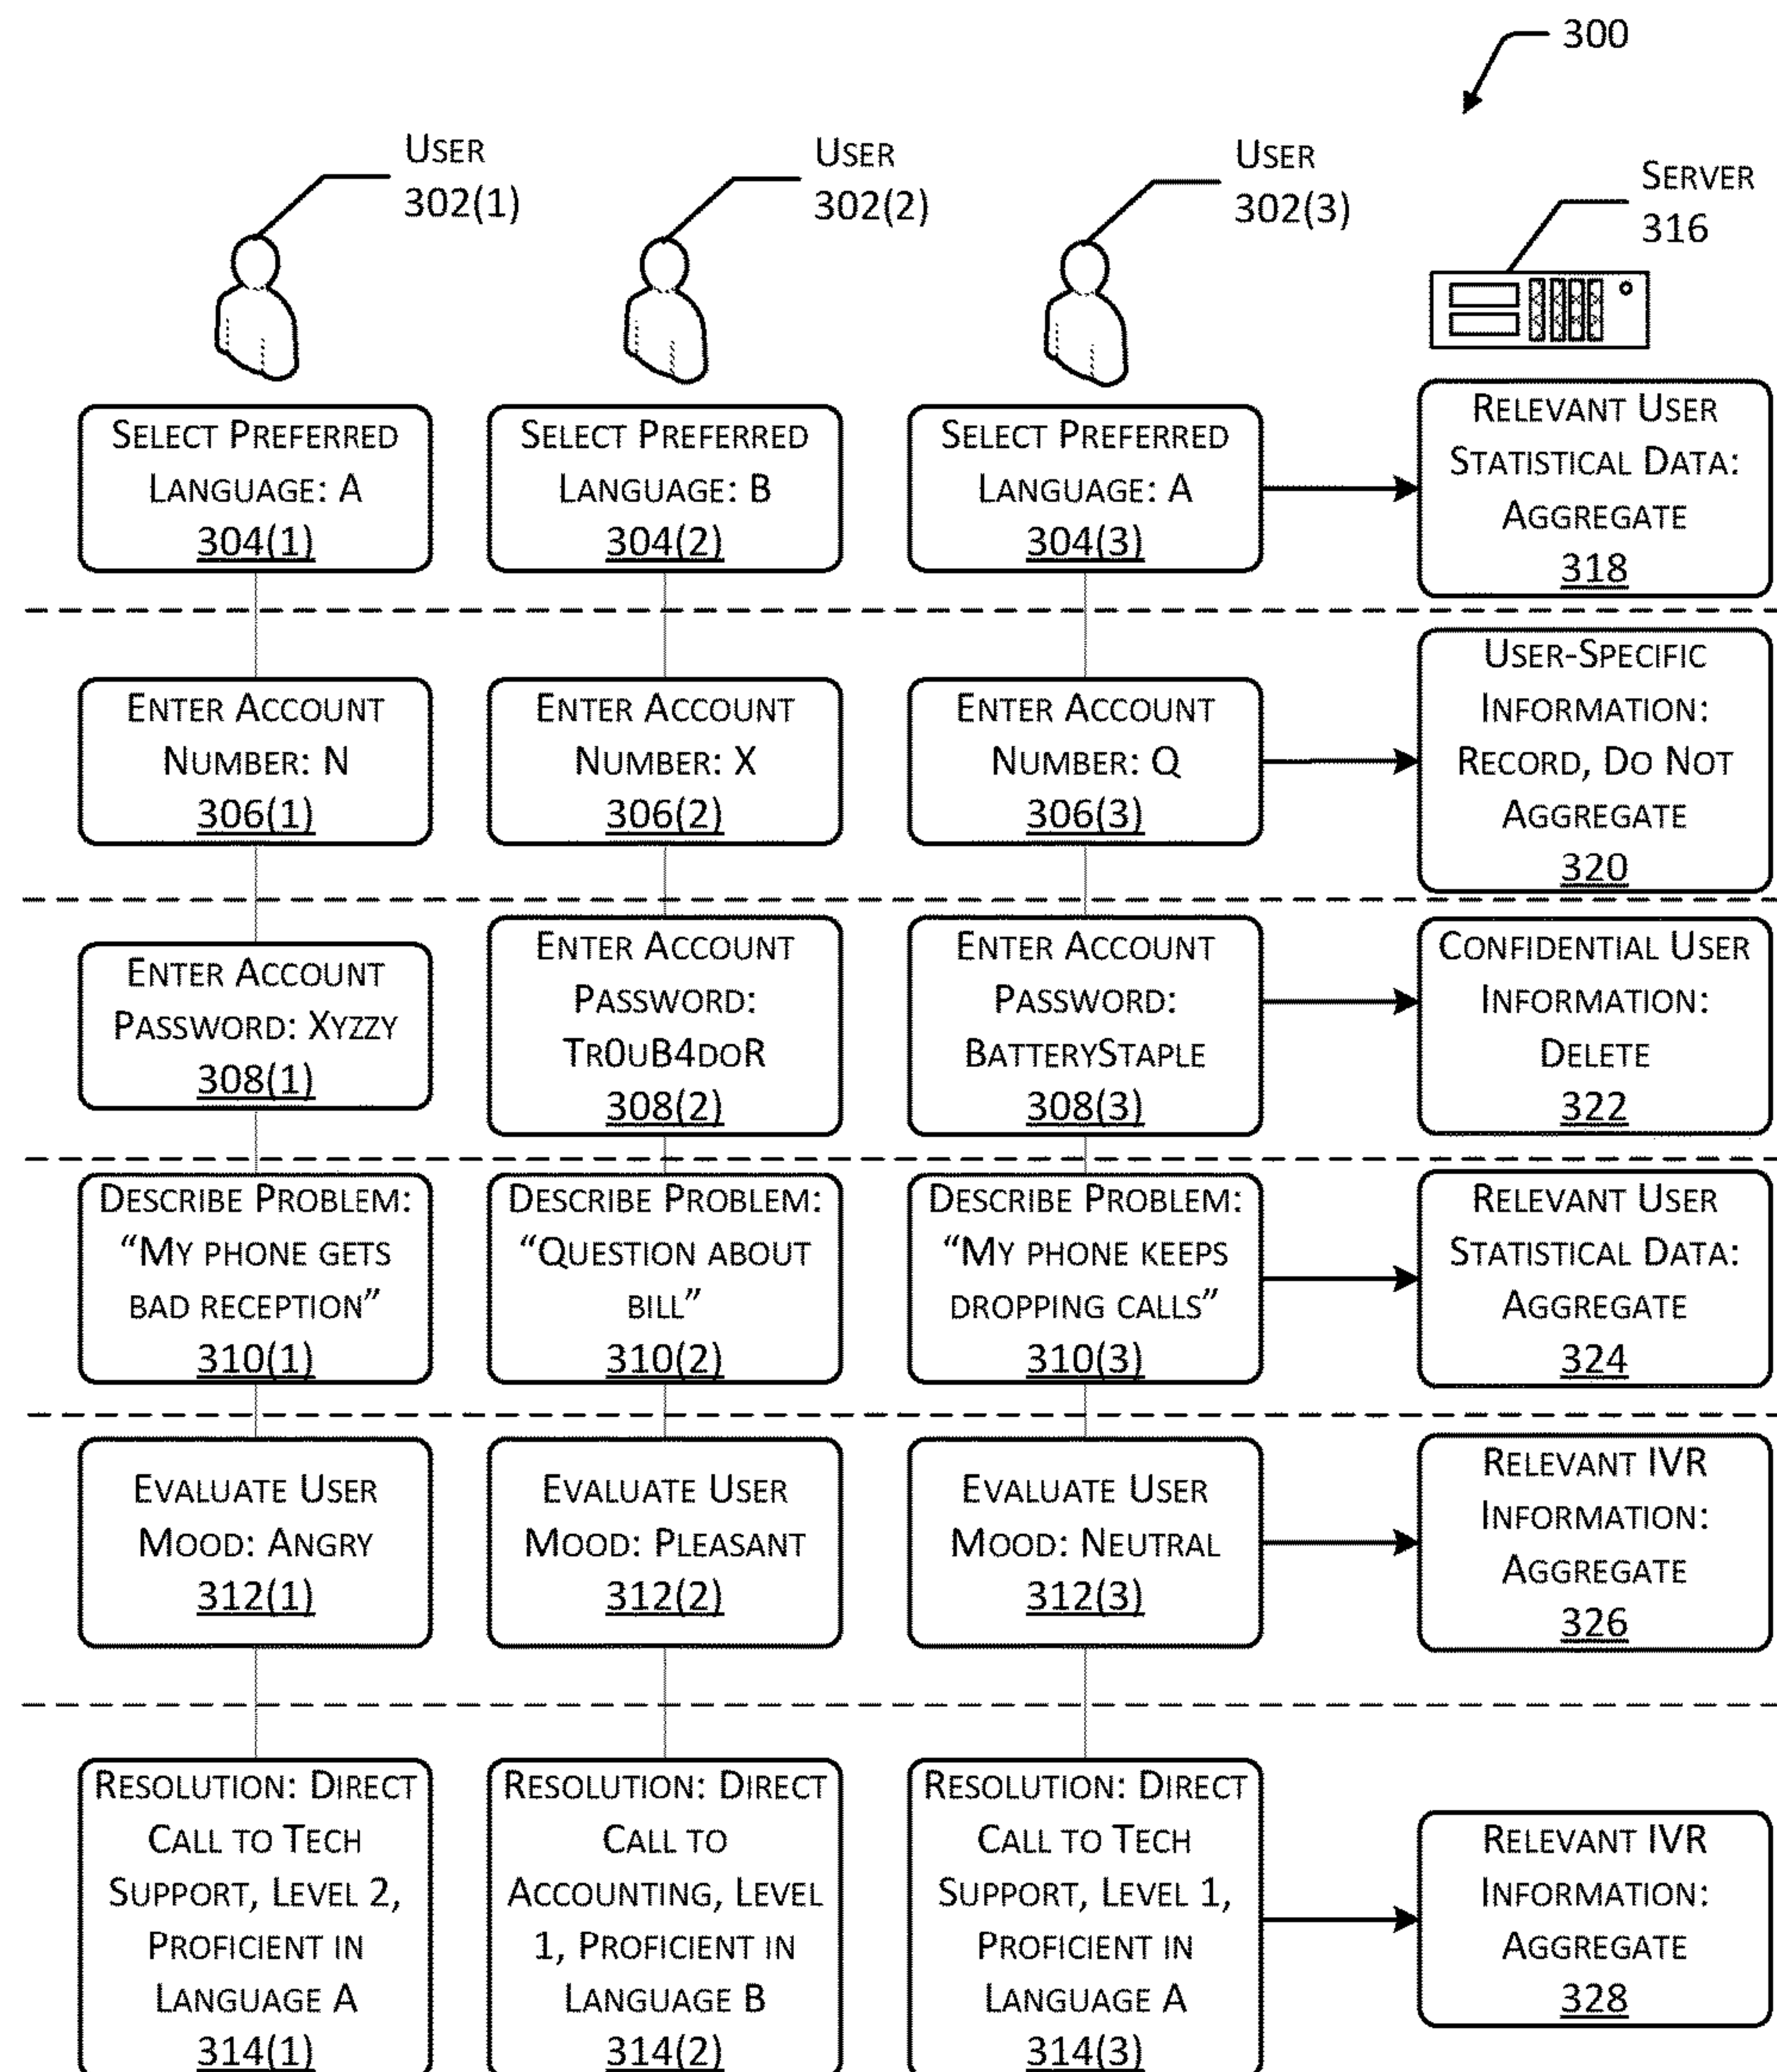 300
User
302(1)
User
302(2)
User
302(3)
Server
316
Select Preferred
Language: A
304(1)
Select Preferred
Language: B
304(2)
Select Preferred
Language: A
304(3)
Relevant User
Statistical Data:
Aggregate
318
Enter Account
Number: N
306(1)
Enter Account
Number: X
306(2)
Enter Account
Number: Q
306(3)
User-Specific
Information:
Record, Do Not
Aggregate
320
Enter Account
Password: Xyzzy
308(1)
Enter Account
Password:
Tr0uB4doR
308(2)
Enter Account
Password:
BatteryStaple
308(3)
Confidential User
Information:
Delete
322
Describe Problem:
“My phone gets
bad reception”
310(1)
Describe Problem:
“Question about
bill”
310(2)
Describe Problem:
“My phone keeps
dropping calls”
310(3)
Relevant User
Statistical Data:
Aggregate
324
Evaluate User
Mood: Angry
312(1)
Evaluate User
Mood: Pleasant
312(2)
Evaluate User
Mood: Neutral
312(3)
Relevant IVR
Information:
Aggregate
326
Resolution: Direct
Call to Tech
Support, Level 2,
Proficient in
Language A
314(1)
Resolution: Direct
Call to
Accounting, Level
1, Proficient in
Language B
314(2)
Resolution: Direct
Call to Tech
Support, Level 1,
Proficient in
Language A
314(3)
Relevant IVR
Information:
Aggregate
328